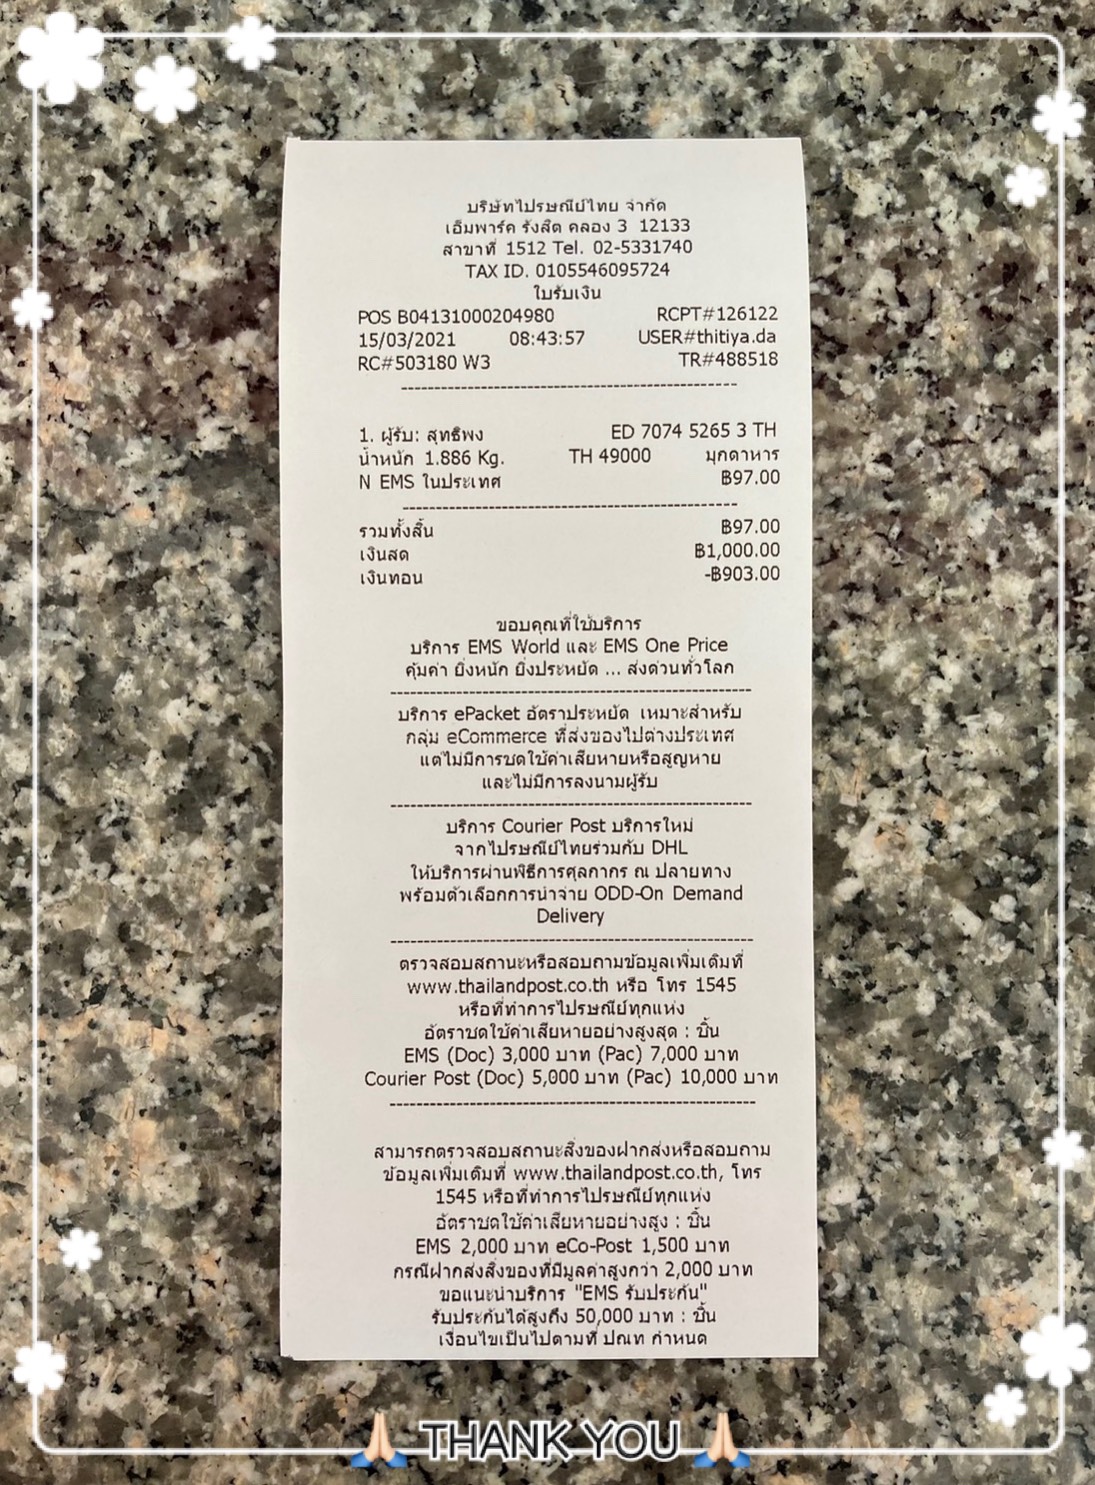 บริษัทไปรษณีย์ไทย จำกัด
เอ็มพาร์ค รังสิต คลอง 3 12133
สาขาที่ 1512 Tel. 02-5331740
TAX ID. 0105546095724
ใบรับเงิน
POS B04131000204980 RCPT#126122
15/03/2021 08:43:57 USER#thitiya.da
RC#503180 W3 TR#488518
1. ผู้รับ: สุทธิพง ED 7074 5265 3 TH
น้ำหนัก 1.886 Kg. TH 49000 มุกดาหาร
N EMS ในประเทศ ฿97.00
รวมทั้งสิ้น ฿97.00
เงินสด ฿1,000.00
เงินทอน -฿903.00
ขอบคุณที่ใช้บริการ
บริการ EMS World และ EMS One Price
คุ้มค่า ยิ่งหนัก ยิ่งประหยัด ... ส่งด่วนทั่วโลก
บริการ ePacket อัตราประหยัด เหมาะสำหรับ
กลุ่ม eCommerce ที่ส่งของไปต่างประเทศ
แต่ไม่มีการชดใช้ค่าเสียหายหรือสูญหาย
และไม่มีการลงนามผู้รับ
บริการ Courier Post บริการใหม่
จากไปรษณีย์ไทยร่วมกับ DHL
ให้บริการผ่านพิธีการศุลกากร ณ ปลายทาง
พร้อมตัวเลือกการนำจ่าย ODD-On Demand
Delivery
ตรวจสอบสถานะหรือสอบถามข้อมูลเพิ่มเติมที่
www.thailandpost.co.th หรือ โทร 1545
หรือที่ทำการไปรษณีย์ทุกแห่ง
อัตราชดใช้ค่าเสียหายอย่างสูงสุด : ชิ้น
EMS (Doc) 3,000 บาท (Pac) 7,000 บาท
Courier Post (Doc) 5,000 บาท (Pac) 10,000 บาท
สามารถตรวจสอบสถานะสิ่งของฝากส่งหรือสอบถาม
ข้อมูลเพิ่มเติมที่ www.thailandpost.co.th, โทร
1545 หรือที่ทำการไปรษณีย์ทุกแห่ง
อัตราชดใช้ค่าเสียหายอย่างสูง : ชิ้น
EMS 2,000 บาท eCo-Post 1,500 บาท
กรณีฝากส่งสิ่งของที่มีมูลค่าสูงกว่า 2,000 บาท
ขอแนะนำบริการ "EMS รับประกัน"
รับประกันได้สูงถึง 50,000 บาท : ชิ้น
เงื่อนไขเป็นไปตามที่ ปณท กำหนด
🙏🏻 THANK YOU 🙏🏻